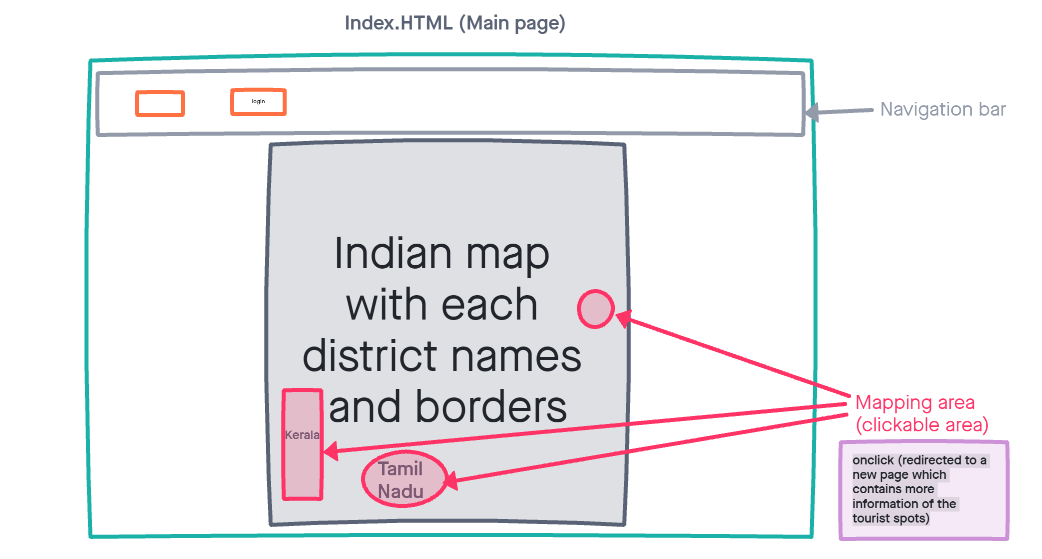 Index.HTML (Main page)
login
Navigation bar
Indian map
with each
district names
and borders
Kerala
Tamil
Nadu
Mapping area
(clickable area)
onclick (redirected to a
new page which
contains more
information of the
tourist spots)